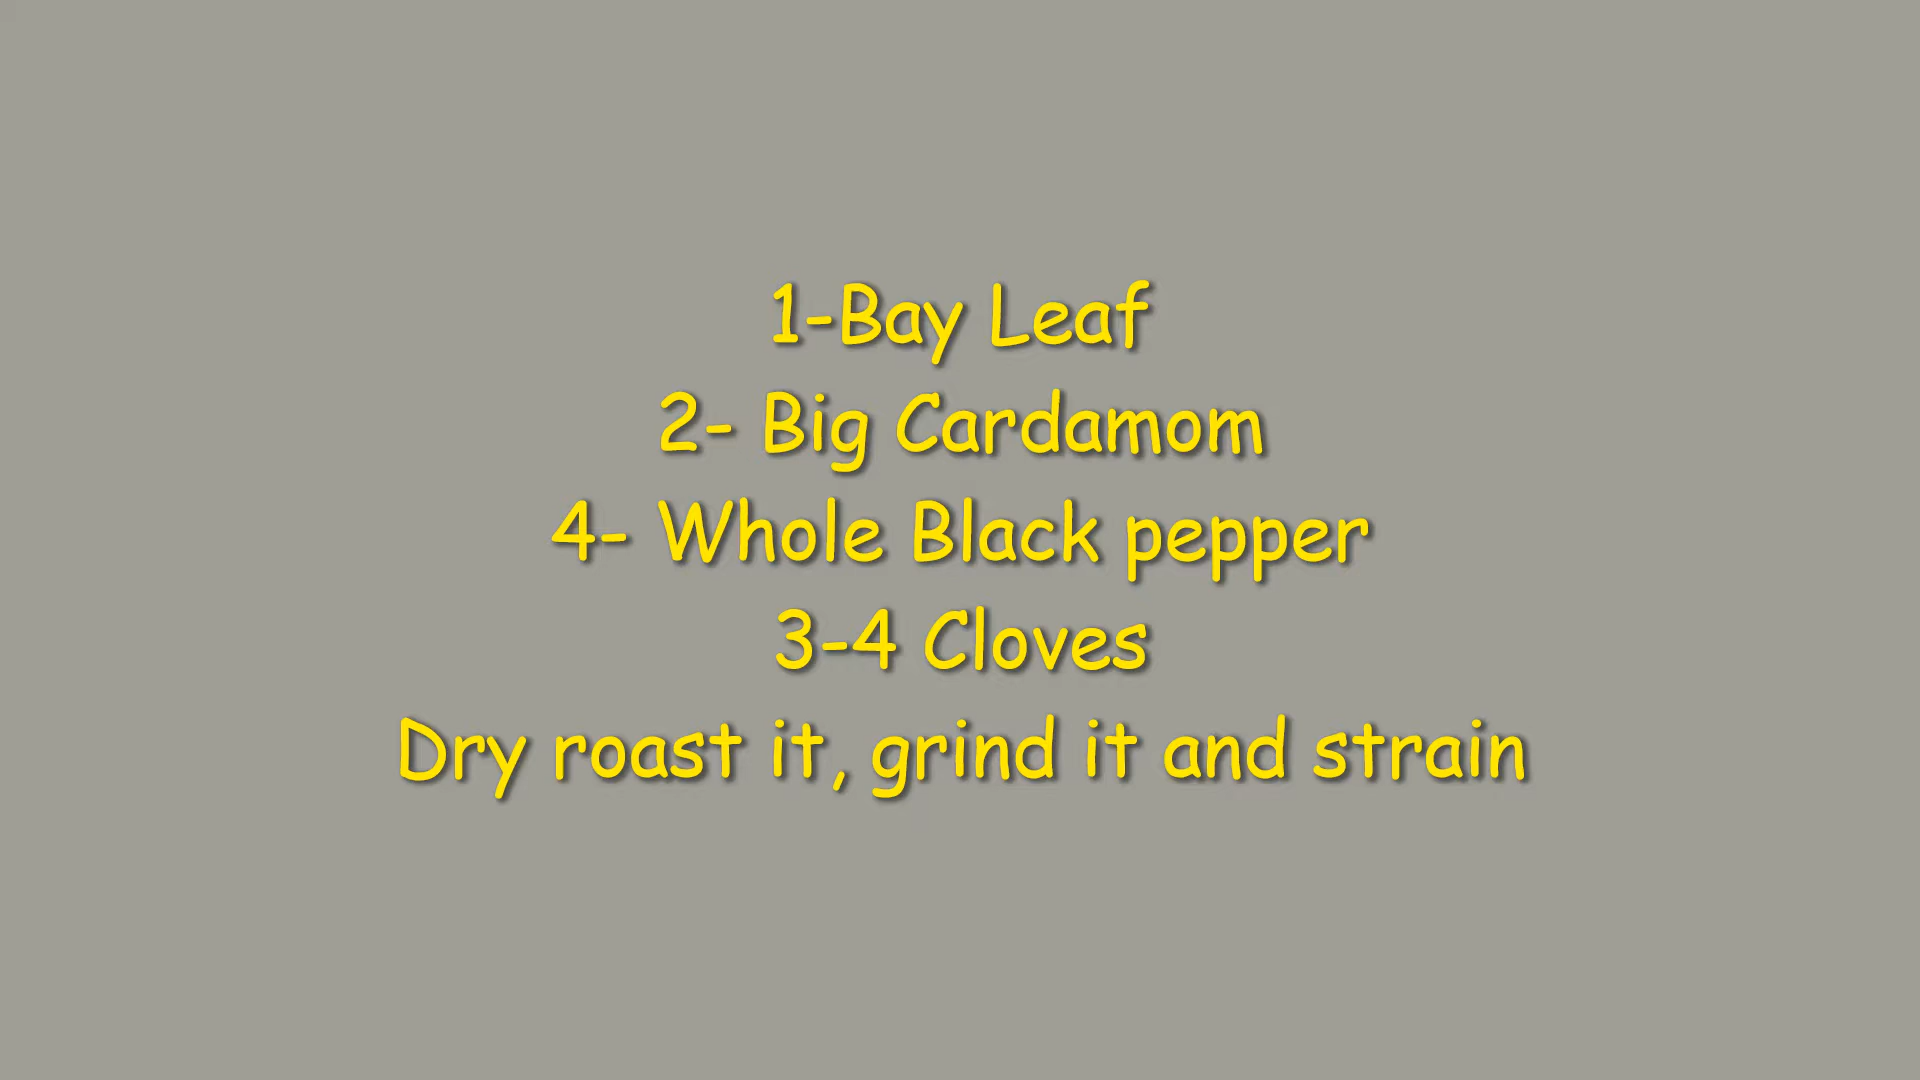 1-Bay Leaf
2- Big Cardamom
4- Whole Black pepper
3-4 Cloves
Dry roast it, grind it and strain